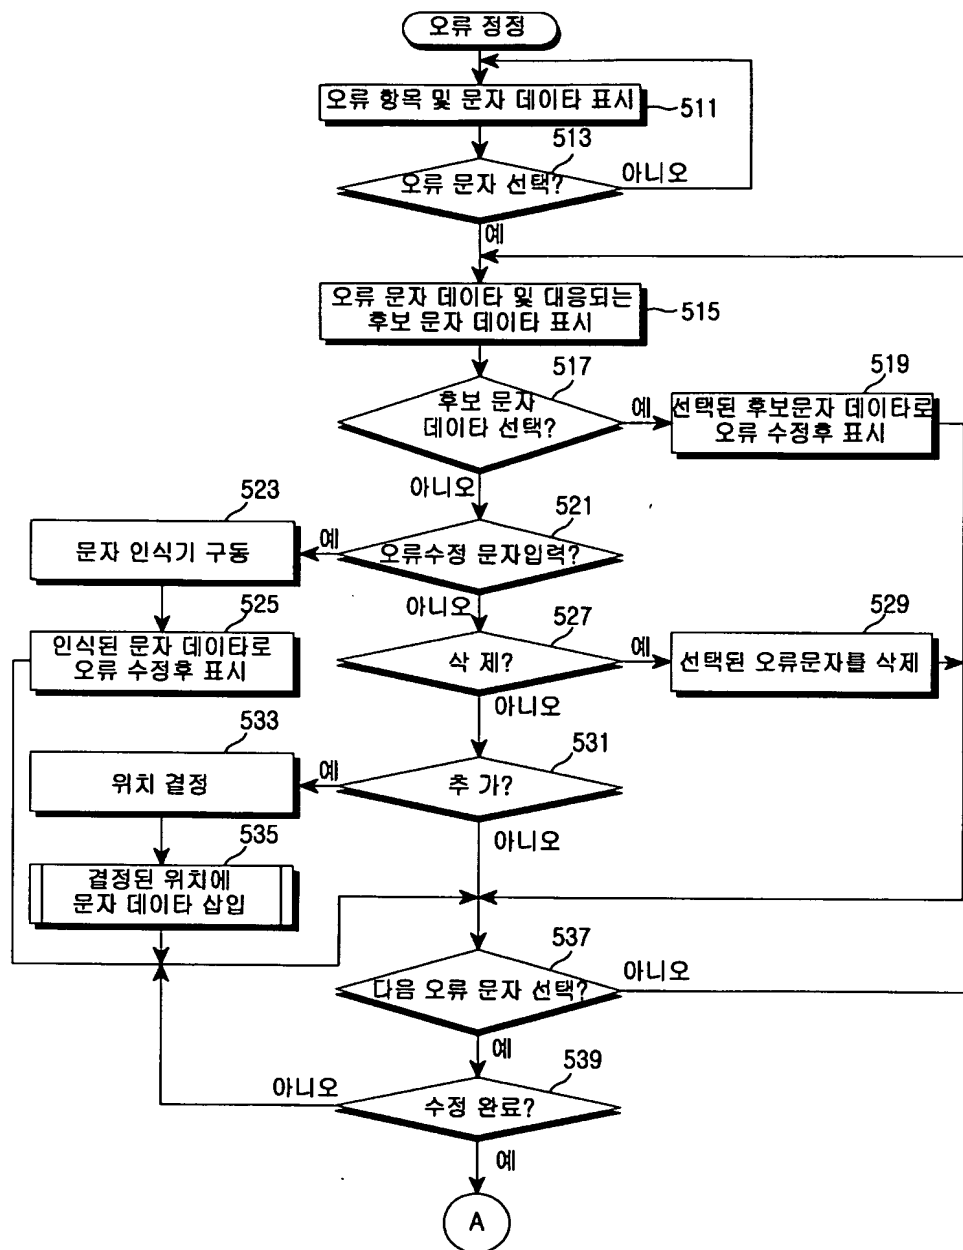 오류 정정
오류 항목 및 문자 데이타 표시
511
513
오류 문자 선택?
아니오
예
오류 문자 데이타 및 대응되는
후보 문자 데이타 표시
515
517
후보 문자
데이타 선택?
예
519
선택된 후보문자 데이타로
오류 수정후 표시
아니오
521
오류수정 문자입력?
예
523
문자 인식기 구동
525
인식된 문자 데이타로
오류 수정후 표시
아니오
527
삭 제?
예
529
선택된 오류문자를 삭제
아니오
531
추 가?
예
533
위치 결정
535
결정된 위치에
문자 데이타 삽입
아니오
537
다음 오류 문자 선택?
아니오
예
539
수정 완료?
아니오
예
A